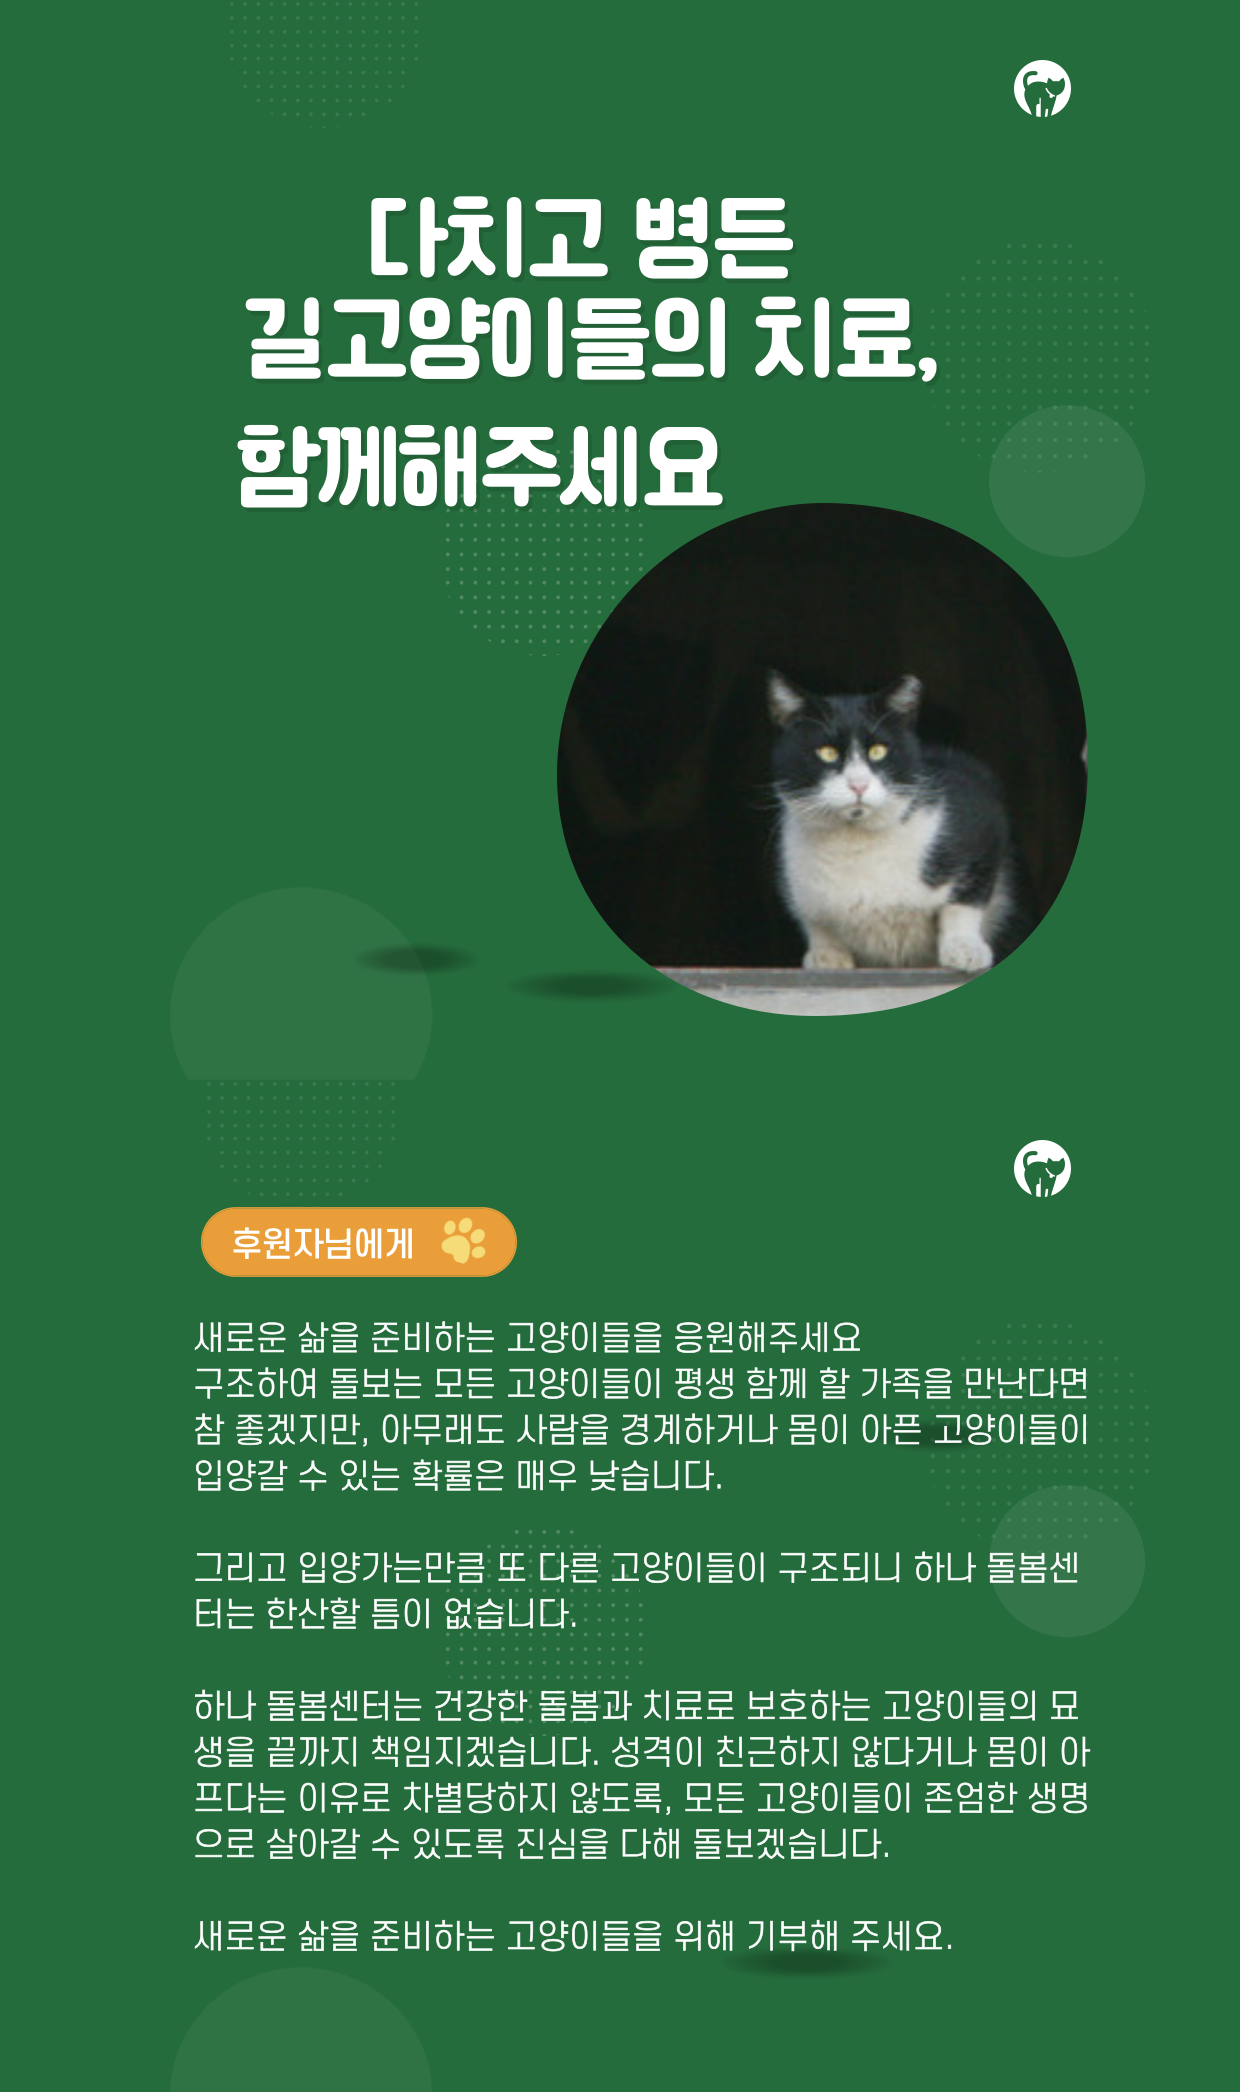 다치고 병든
길고양이들의 치료,
함께해주세요
후원자님에게
새로운 삶을 준비하는 고양이들을 응원해주세요
구조하여 돌보는 모든 고양이들이 평생 함께 할 가족을 만난다면
참 좋겠지만, 아무래도 사람을 경계하거나 몸이 아픈 고양이들이
입양갈 수 있는 확률은 매우 낮습니다.
그리고 입양가는만큼 또 다른 고양이들이 구조되니 하나 돌봄센
터는 한산할 틈이 없습니다.
하나 돌봄센터는 건강한 돌봄과 치료로 보호하는 고양이들의 묘
생을 끝까지 책임지겠습니다. 성격이 친근하지 않다거나 몸이 아
프다는 이유로 차별당하지 않도록, 모든 고양이들이 존엄한 생명
으로 살아갈 수 있도록 진심을 다해 돌보겠습니다.
새로운 삶을 준비하는 고양이들을 위해 기부해 주세요.